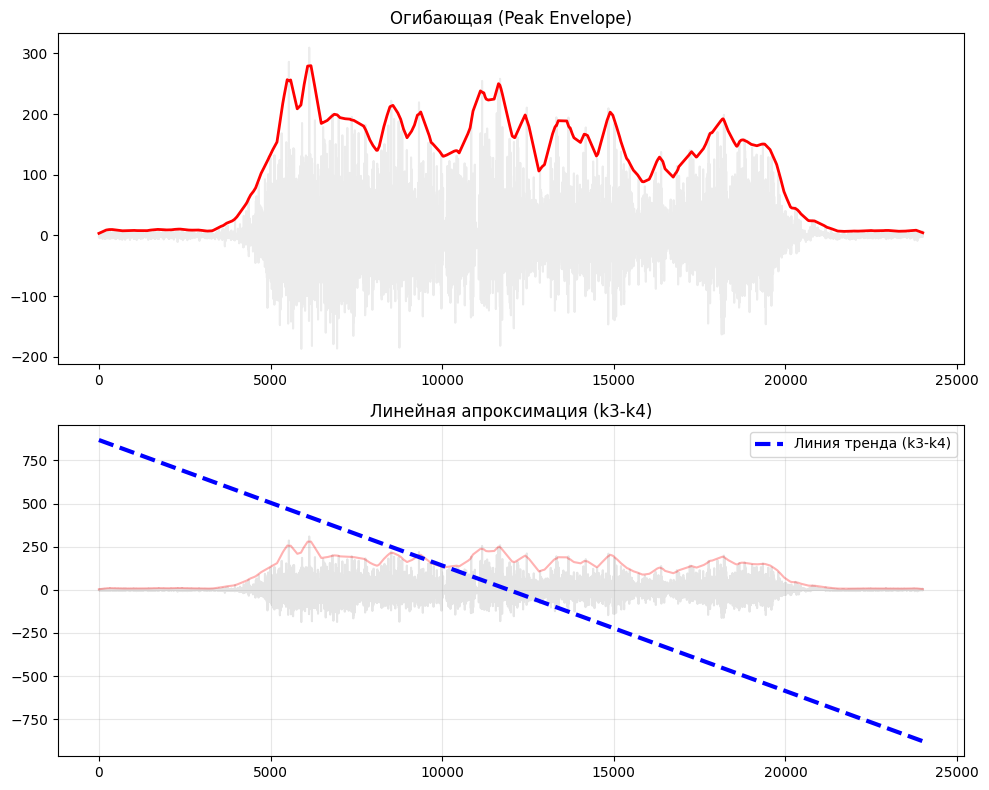 Огибающая (Peak Envelope)
300
200
100
0
−100
−200
0 5000 10000 15000 20000 25000
Линейная апроксимация (k3-k4)
Линия тренда (k3-k4)
750
500
250
0
−250
−500
−750
0 5000 10000 15000 20000 25000